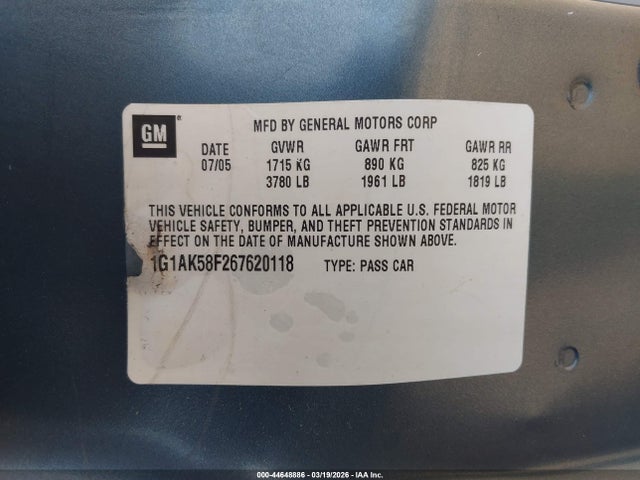 GM
MFD BY GENERAL MOTORS CORP
DATE GVWR GAWR FRT GAWR RR
07/05 1715 KG 890 KG 825 KG
3780 LB 1961 LB 1819 LB
THIS VEHICLE CONFORMS TO ALL APPLICABLE U.S. FEDERAL MOTOR
VEHICLE SAFETY, BUMPER, AND THEFT PREVENTION STANDARDS IN
EFFECT ON THE DATE OF MANUFACTURE SHOWN ABOVE.
1G1AK58F267620118 TYPE: PASS CAR
000-44648886 - 03/19/2026 - IAA Inc.